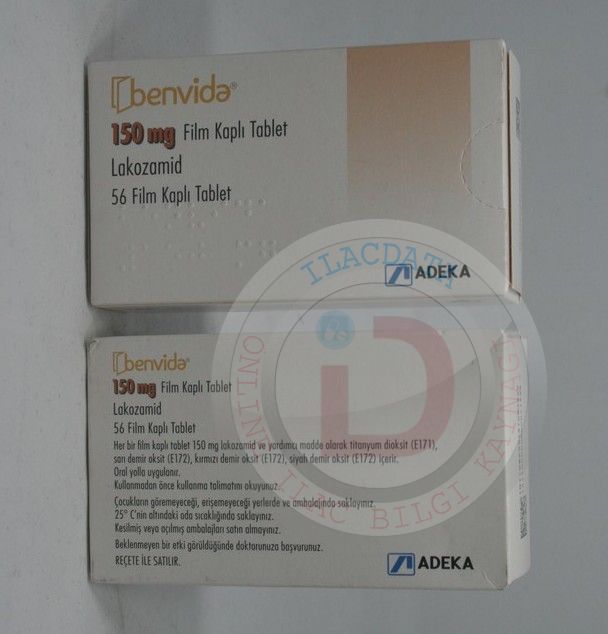 benvida®
150 mg Film Kaplı Tablet
Lakozamid
56 Film Kaplı Tablet
ADEKA
ILACDATA
iD
ONLINE ILAC BILGI KAYNAGI
benvida®
150 mg Film Kaplı Tablet
Lakozamid
56 Film Kaplı Tablet
Her bir film kaplı tablet 150 mg lakozamid ve yardımcı madde olarak titanyum dioksit (E171),
sarı demir oksit (E172), kırmızı demir oksit (E172), siyah demir oksit (E172) içerir.
Oral yolla uygulanır.
Kullanmadan önce kullanma talimatını okuyunuz.
Çocukların göremeyeceği, erişemeyeceği yerlerde ve ambalajında saklayınız.
25° C'nin altındaki oda sıcaklığında saklayınız.
Kesilmiş veya açılmış ambalajları satın almayınız.
Beklenmeyen bir etki görüldüğünde doktorunuza başvurunuz.
REÇETE İLE SATILIR.
ADEKA